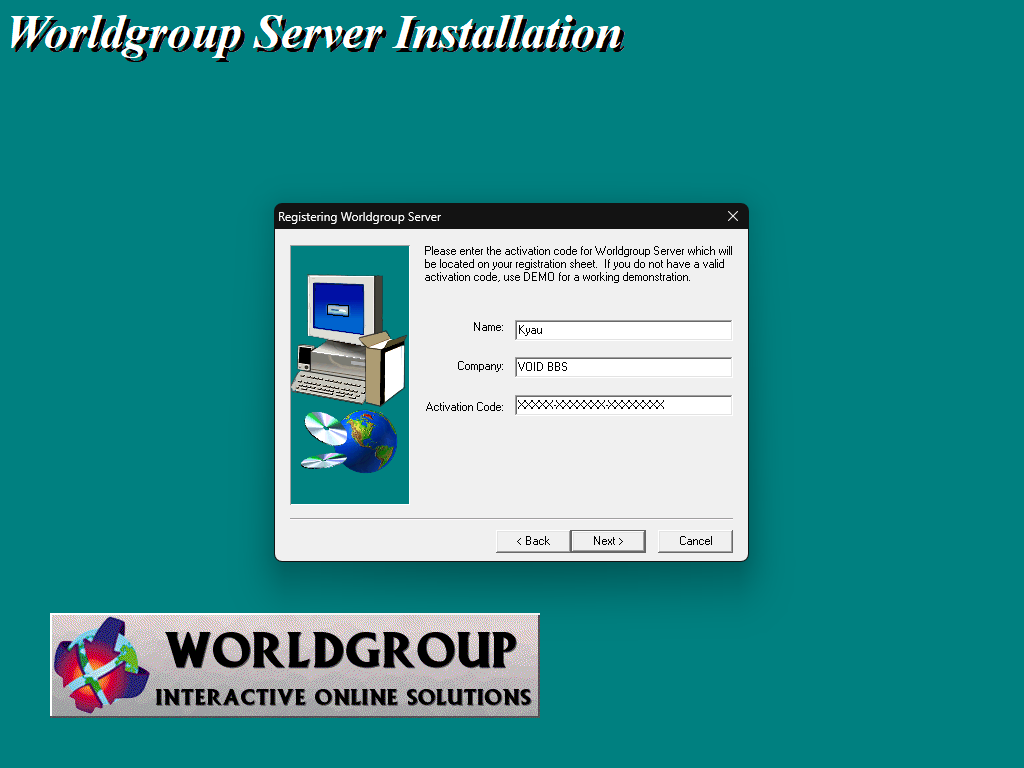 Worldgroup Server Installation
Registering Worldgroup Server
Please enter the activation code for Worldgroup Server which will
be located on your registration sheet. If you do not have a valid
activation code, use DEMO for a working demonstration.
Name: Kyau
Company: VOID BBS
Activation Code: XXXXX-XXXXXXX-XXXXXXXX
< Back Next > Cancel
WORLDGROUP
INTERACTIVE ONLINE SOLUTIONS